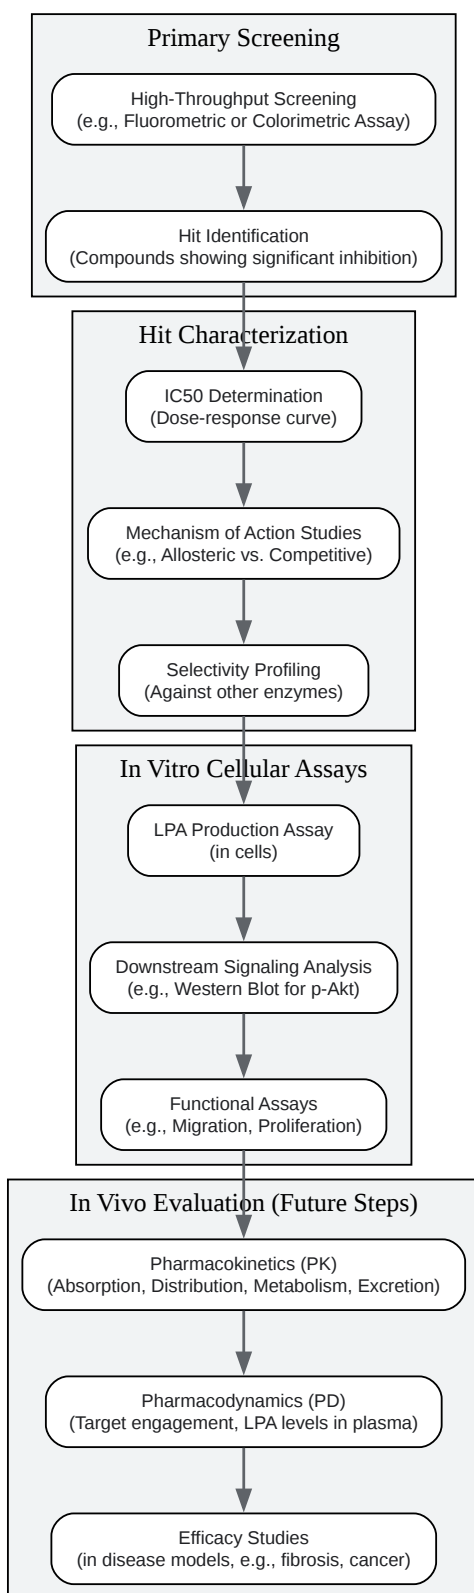 Primary Screening
High-Throughput Screening
(e.g., Fluorometric or Colorimetric Assay)
Hit Identification
(Compounds showing significant inhibition)
Hit Characterization
IC50 Determination
(Dose-response curve)
Mechanism of Action Studies
(e.g., Allosteric vs. Competitive)
Selectivity Profiling
(Against other enzymes)
In Vitro Cellular Assays
LPA Production Assay
(in cells)
Downstream Signaling Analysis
(e.g., Western Blot for p-Akt)
Functional Assays
(e.g., Migration, Proliferation)
In Vivo Evaluation (Future Steps)
Pharmacokinetics (PK)
(Absorption, Distribution, Metabolism, Excretion)
Pharmacodynamics (PD)
(Target engagement, LPA levels in plasma)
Efficacy Studies
(in disease models, e.g., fibrosis, cancer)